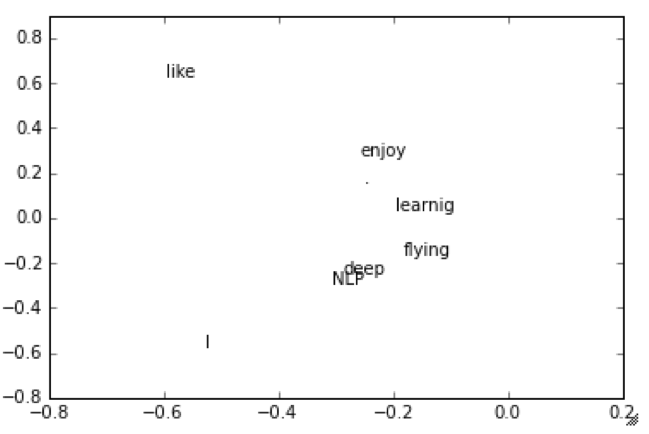 0.8
like
0.6
0.4
enjoy
0.2
.
learnig
0.0
flying
−0.2
deep
NLP
−0.4
I
−0.6
−0.8
−0.8 −0.6 −0.4 −0.2 0.0 0.2